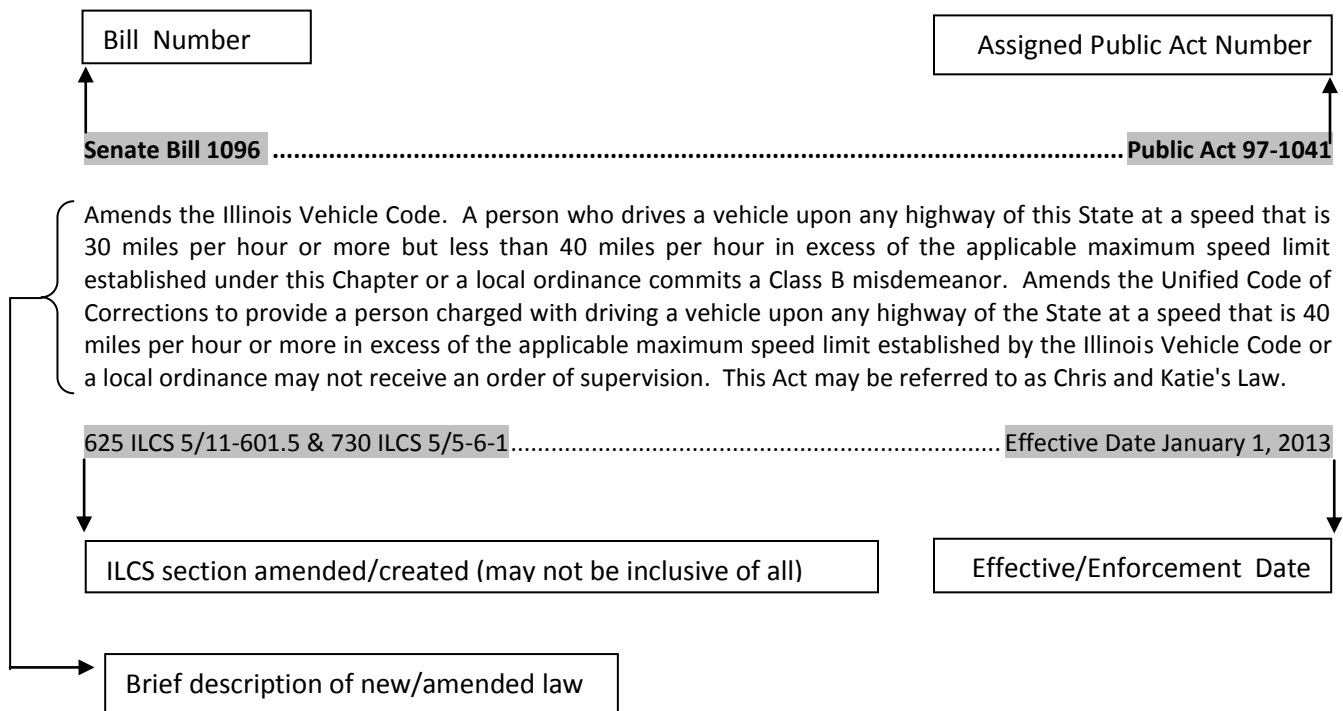 Bill Number
Assigned Public Act Number
Senate Bill 1096 ........................................................................................................................ Public Act 97-1041
Amends the Illinois Vehicle Code. A person who drives a vehicle upon any highway of this State at a speed that is
30 miles per hour or more but less than 40 miles per hour in excess of the applicable maximum speed limit
established under this Chapter or a local ordinance commits a Class B misdemeanor. Amends the Unified Code of
Corrections to provide a person charged with driving a vehicle upon any highway of the State at a speed that is 40
miles per hour or more in excess of the applicable maximum speed limit established by the Illinois Vehicle Code or
a local ordinance may not receive an order of supervision. This Act may be referred to as Chris and Katie's Law.
625 ILCS 5/11-601.5 & 730 ILCS 5/5-6-1...................................................................... Effective Date January 1, 2013
ILCS section amended/created (may not be inclusive of all)
Effective/Enforcement Date
Brief description of new/amended law